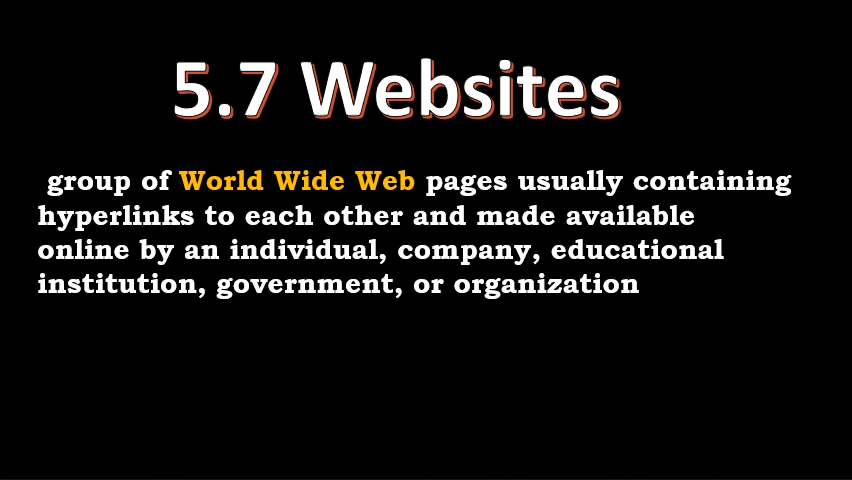 5.7 Websites
group of World Wide Web pages usually containing
hyperlinks to each other and made available
online by an individual, company, educational
institution, government, or organization